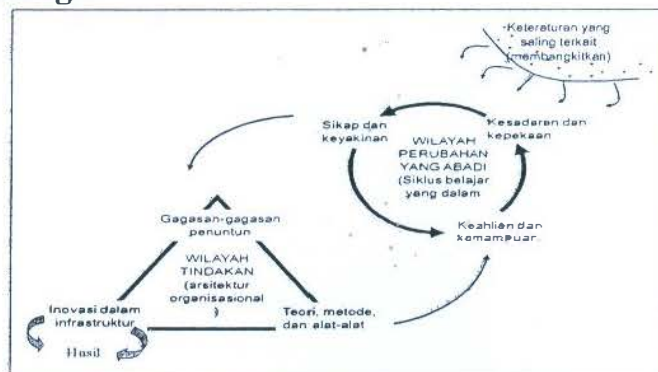 -Keteraturan yang
saling terkait
(membangkitkan)
Sikap dan
keyakinan
Kesadaran dan
kepekaan
WILAYAH
PERUBAHAN
YANG ABADI
(Siklus belajar
yang dalam
Keahlian dan
kemampuan.
Gagasan-gagasan
penuntun
WILAYAH
TINDAKAN
(arsitektur
organisasional
)
Inovasi dalam
infrastruktur
Teori, metode,
dan alat-alat
Hasil